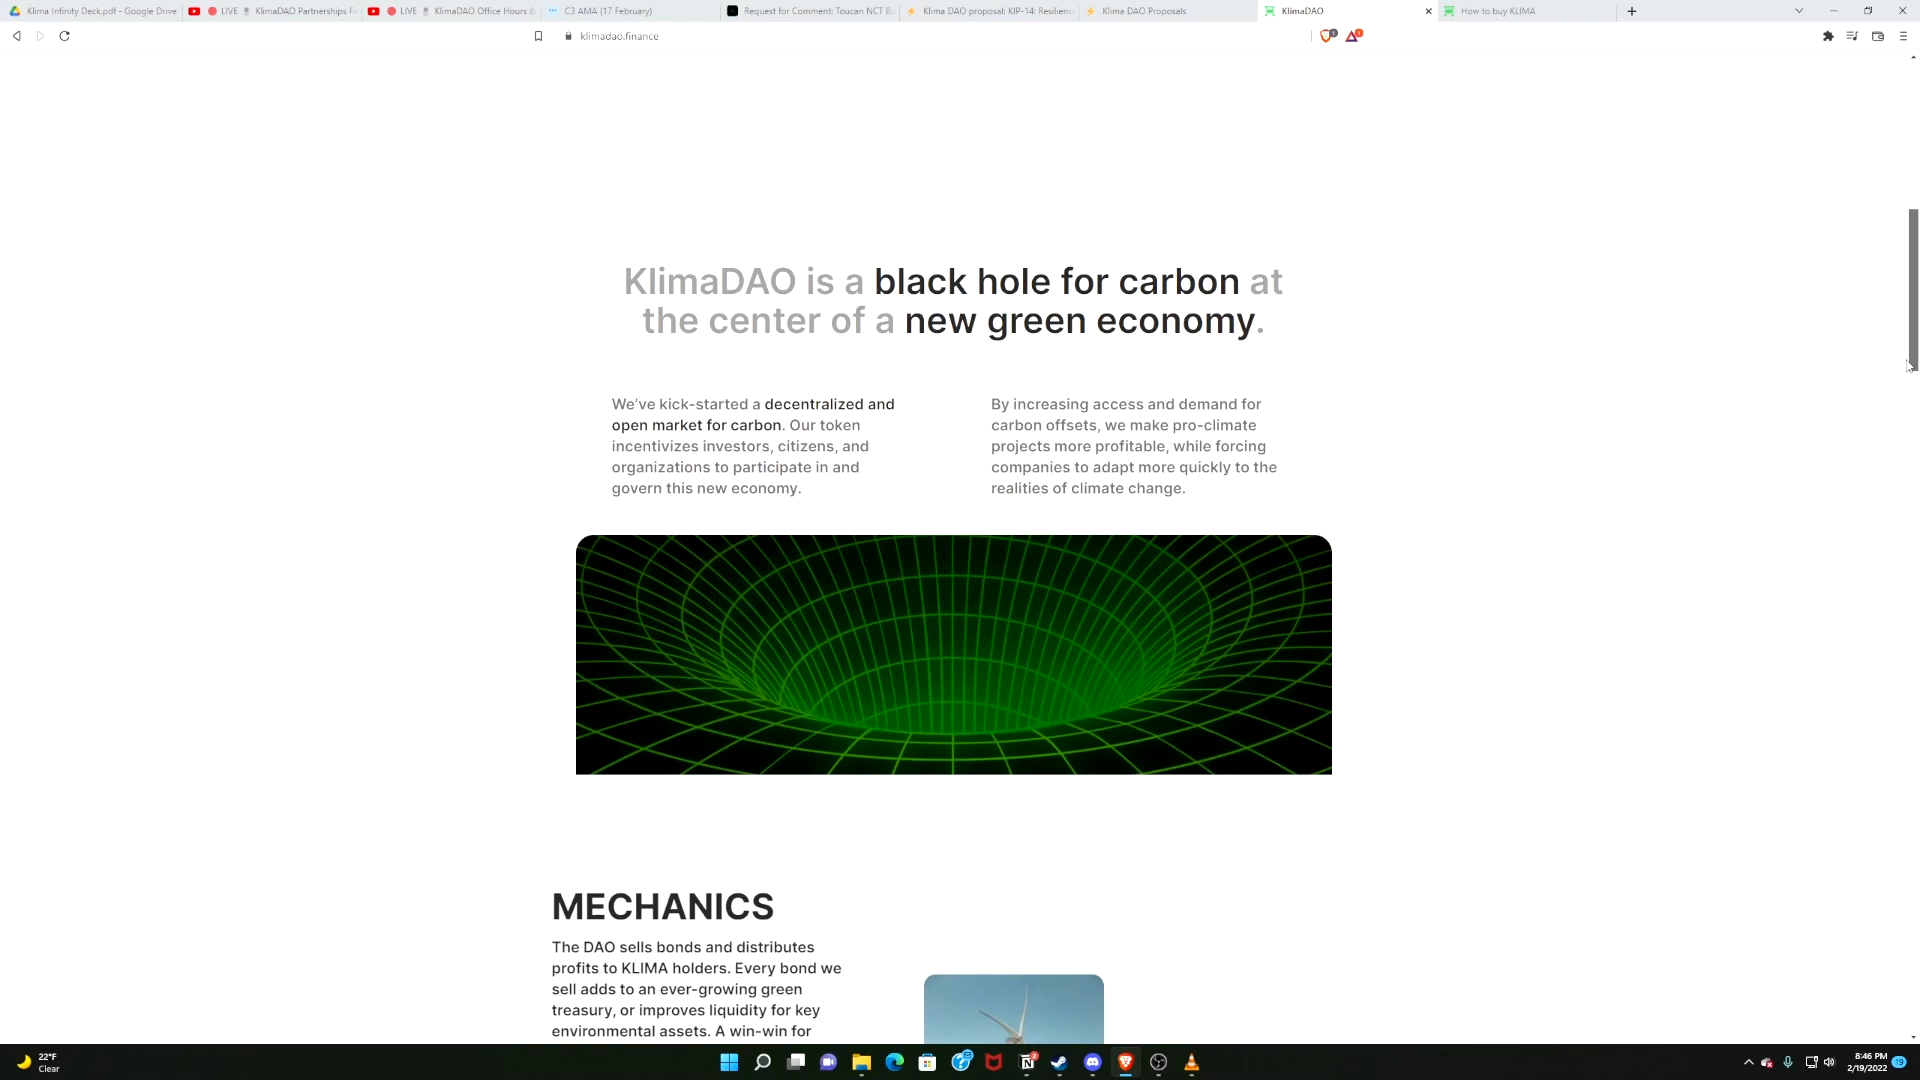 Klima Infinity Deck.pdf - Google Drive
LIVE KlimaDAO Partnerships F
LIVE KlimaDAO Office Hours &
C3 AMA (17 February)
Request for Comment: Toucan NCT Bo
Klima DAO proposal: KIP-14: Resilienc
Klima DAO Proposals
KlimaDAO
How to buy KLIMA
klimadao.finance
KlimaDAO is a black hole for carbon at
the center of a new green economy.
We've kick-started a decentralized and
open market for carbon. Our token
incentivizes investors, citizens, and
organizations to participate in and
govern this new economy.
By increasing access and demand for
carbon offsets, we make pro-climate
projects more profitable, while forcing
companies to adapt more quickly to the
realities of climate change.
MECHANICS
The DAO sells bonds and distributes
profits to KLIMA holders. Every bond we
sell adds to an ever-growing green
treasury, or improves liquidity for key
environmental assets. A win-win for
22°F
Clear
8:46 PM
2/19/2022
19